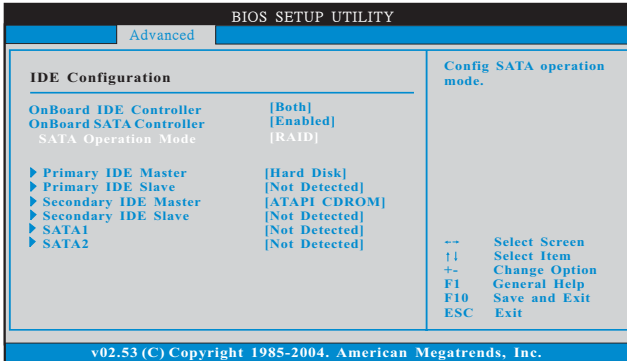 BIOS SETUP UTILITY
Advanced
IDE Configuration
OnBoard IDE Controller [Both]
OnBoard SATA Controller [Enabled]
SATA Operation Mode [RAID]
Primary IDE Master [Hard Disk]
Primary IDE Slave [Not Detected]
Secondary IDE Master [ATAPI CDROM]
Secondary IDE Slave [Not Detected]
SATA1 [Not Detected]
SATA2 [Not Detected]
Config SATA operation
mode.
←→ Select Screen
↑↓ Select Item
+- Change Option
F1 General Help
F10 Save and Exit
ESC Exit
v02.53 (C) Copyright 1985-2004. American Megatrends, Inc.